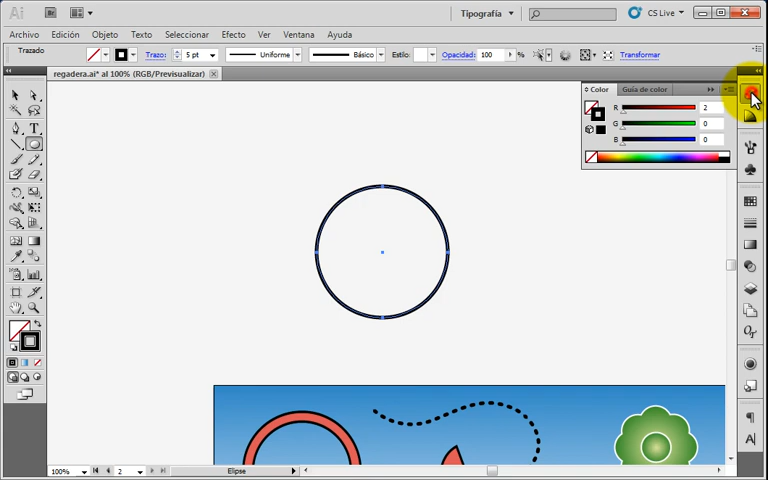 Ai Br Tipografía CS Live
Archivo Edición Objeto Texto Seleccionar Efecto Ver Ventana Ayuda
Trazado Trazo: 5 pt Uniforme Básico Estilo: Opacidad: 100 % Transformar
regadera.ai* al 100% (RGB/Previsualizar)
Color Guía de color
R 2
G 0
B 0
100% 2 Elipse